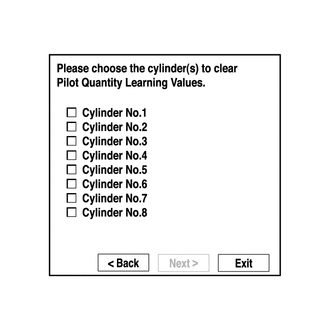 Please choose the cylinder(s) to clear
Pilot Quantity Learning Values.
Cylinder No.1
Cylinder No.2
Cylinder No.3
Cylinder No.4
Cylinder No.5
Cylinder No.6
Cylinder No.7
Cylinder No.8
< Back Next > Exit